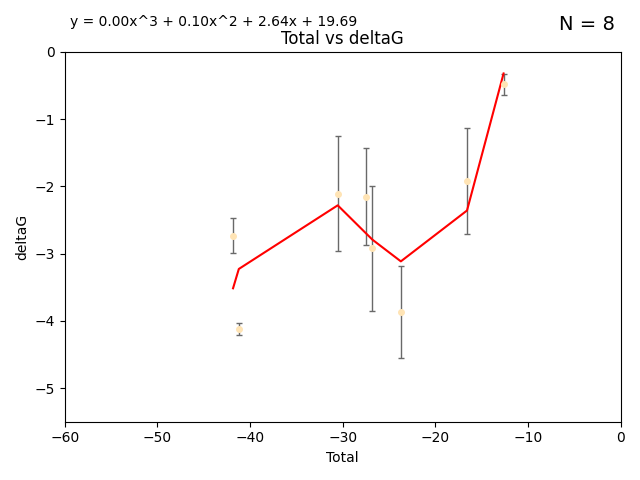 y = 0.00x^3 + 0.10x^2 + 2.64x + 19.69
N = 8
Total vs deltaG
0
−1
−2
−3
−4
−5
deltaG
−60 −50 −40 −30 −20 −10 0
Total